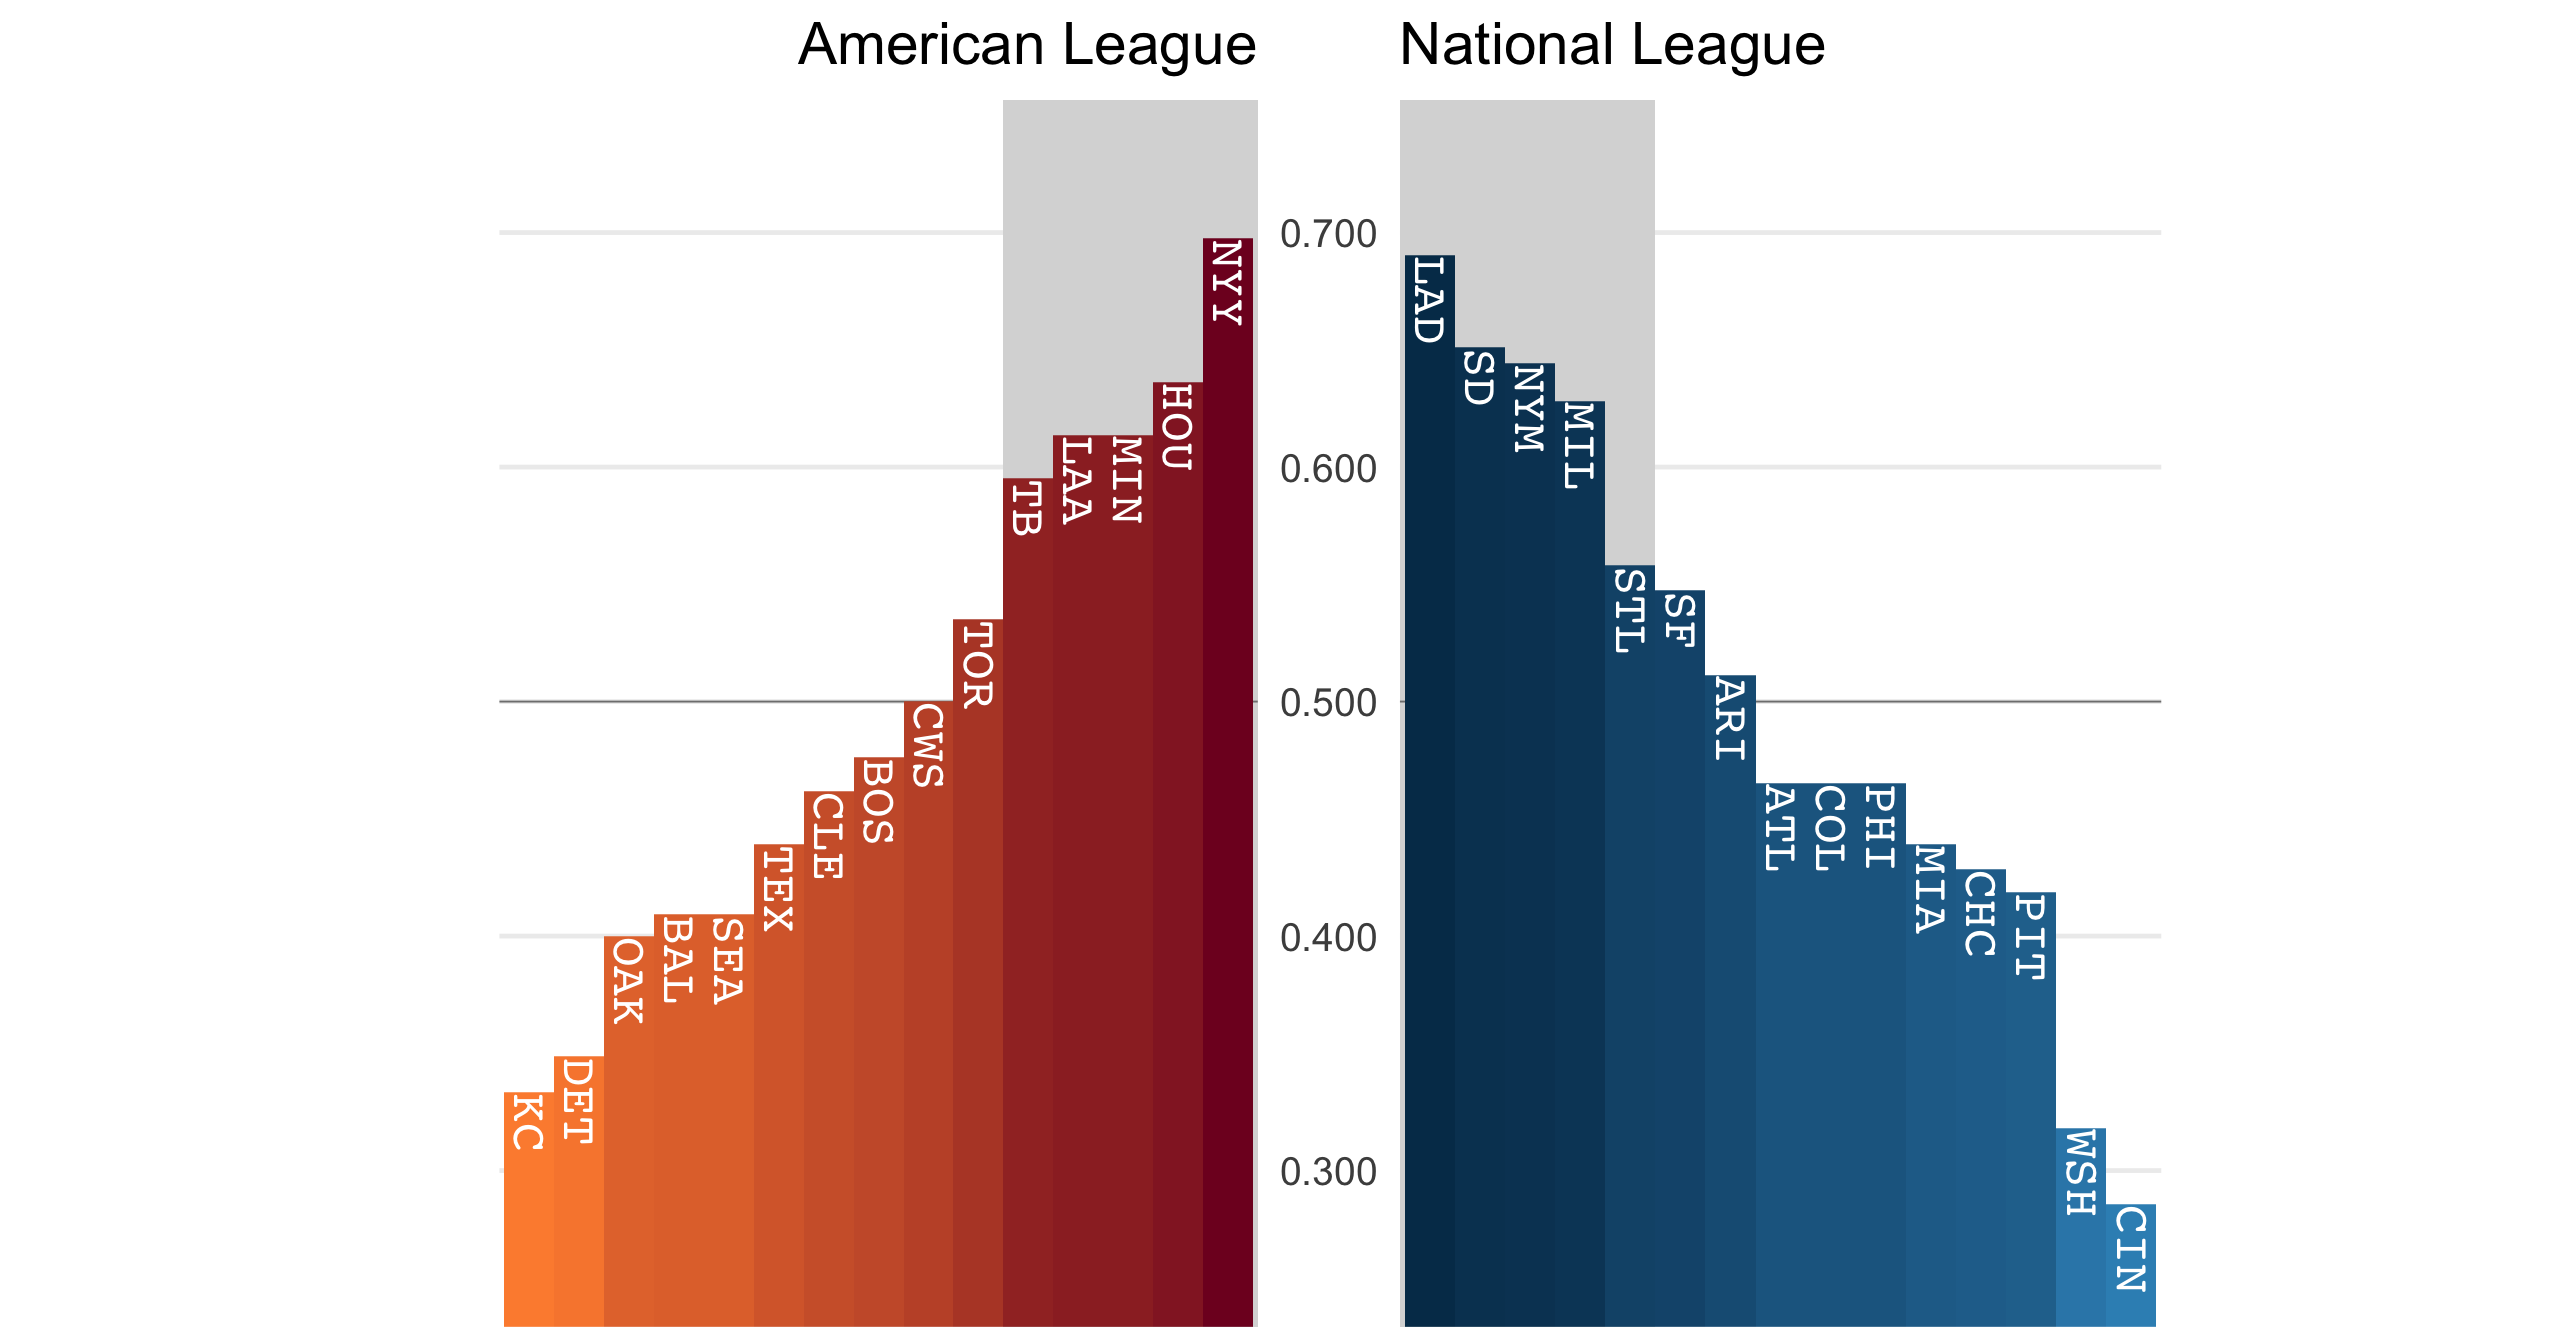 American League
National League
0.700
0.600
0.500
0.400
0.300
KC
DET
OAK
BAL
SEA
TEX
CLE
BOS
CWS
TOR
TB
LAA
MIN
HOU
NYY
LAD
SD
NYM
MIL
STL
SF
ARI
ATL
COL
PHI
MIA
CHC
PIT
WSH
CIN